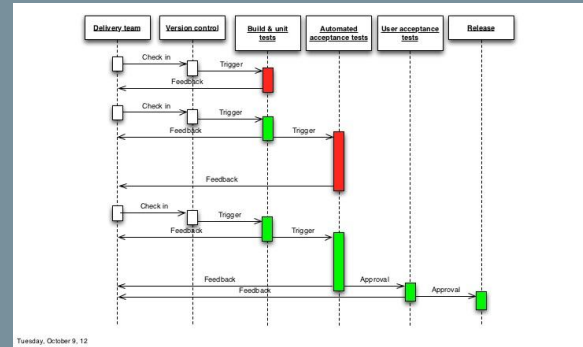 Delivery team
Version control
Build & unit
tests
Automated
acceptance tests
User acceptance
tests
Release
Check in
Trigger
Feedback
Check in
Trigger
Feedback
Trigger
Feedback
Check in
Trigger
Feedback
Trigger
Feedback
Approval
Feedback
Approval
Tuesday, October 9, 12